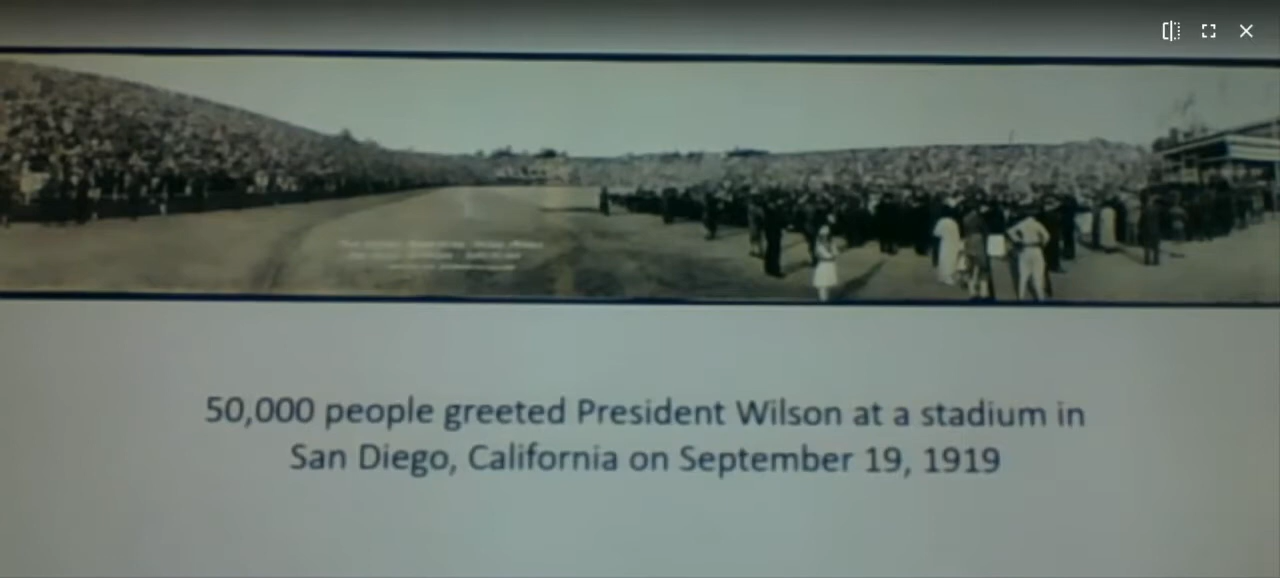 50,000 people greeted President Wilson at a stadium in
San Diego, California on September 19, 1919